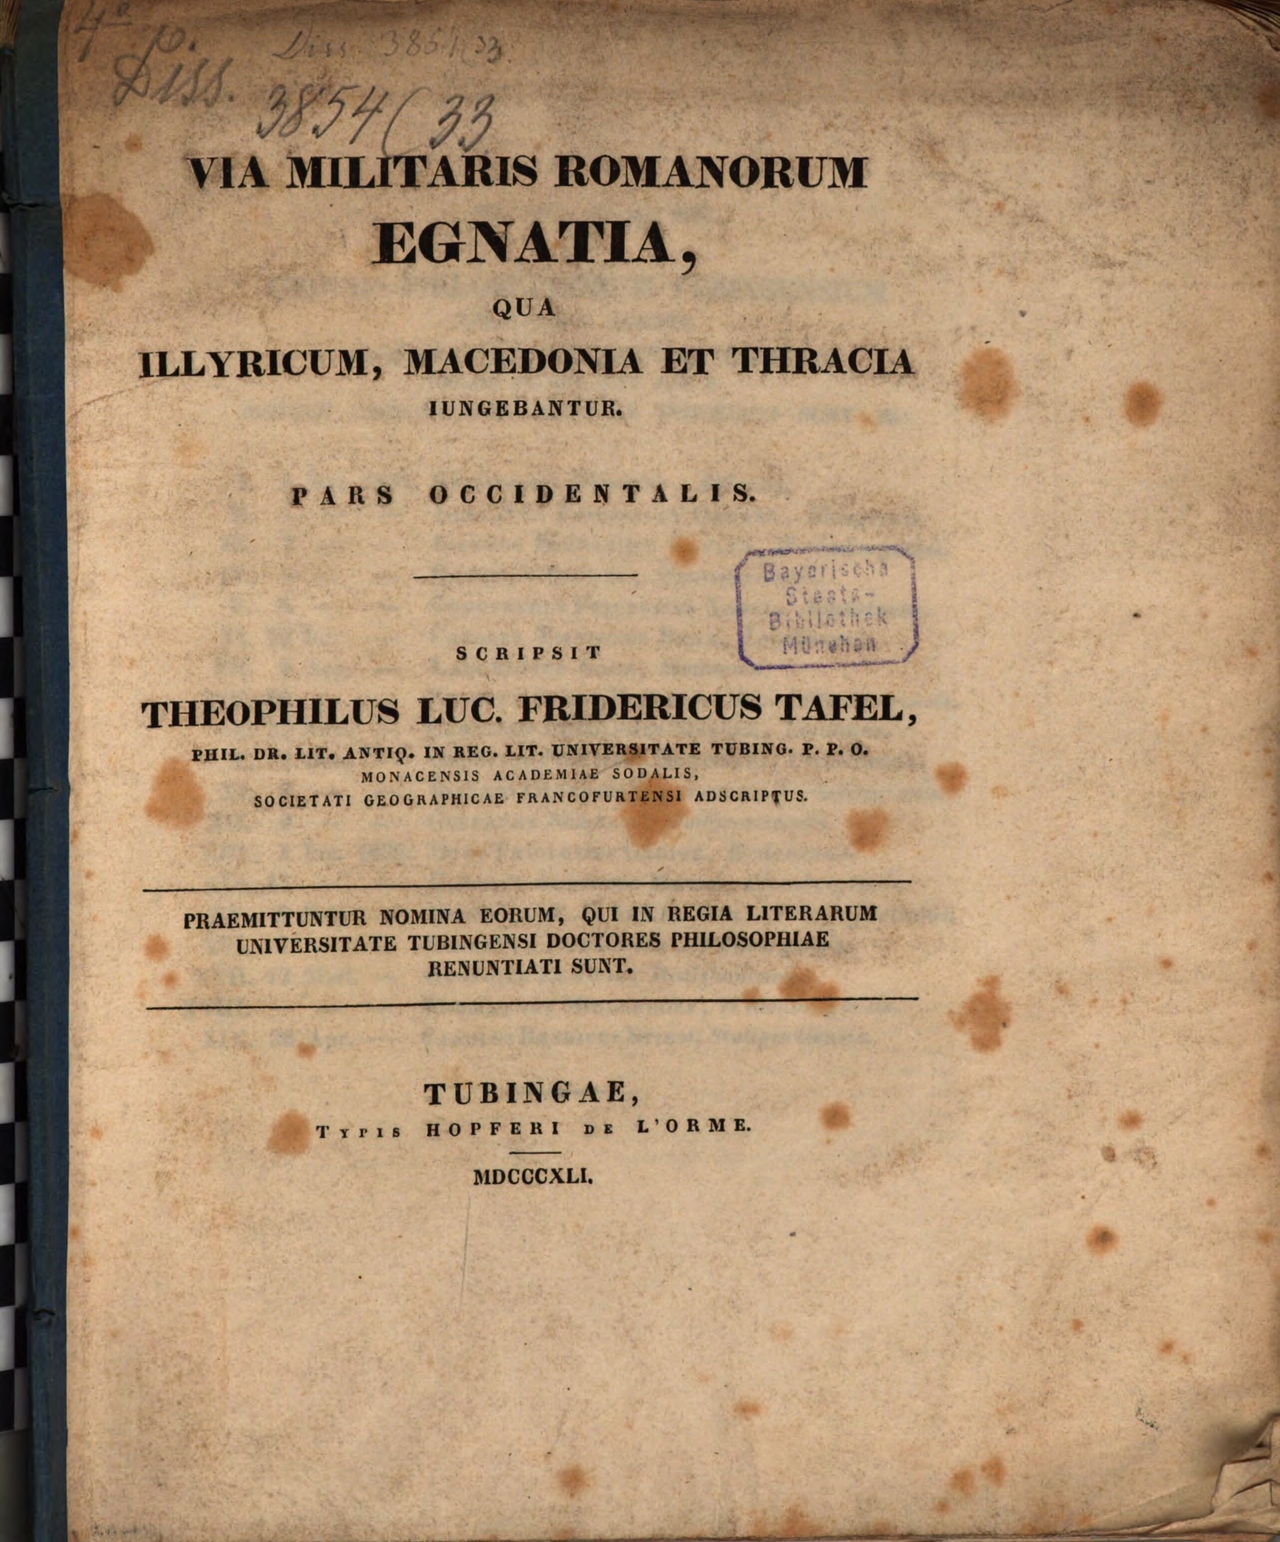 4º p.
Diss. 3854(33
Diss. 3854(33
VIA MILITARIS ROMANORUM
EGNATIA,
QUA
ILLYRICUM, MACEDONIA ET THRACIA
IUNGEBANTUR.
PARS OCCIDENTALIS.
Bayerische
Staats-
Bibliothek
München
SCRIPSIT
THEOPHILUS LUC. FRIDERICUS TAFEL,
PHIL. DR. LIT. ANTIQ. IN REG. LIT. UNIVERSITATE TUBING. P. P. O.
MONACENSIS ACADEMIAE SODALIS,
SOCIETATI GEOGRAPHICAE FRANCOFURTENSI ADSCRIPTUS.
PRAEMITTUNTUR NOMINA EORUM, QUI IN REGIA LITERARUM
UNIVERSITATE TUBINGENSI DOCTORES PHILOSOPHIAE
RENUNTIATI SUNT.
TUBINGAE,
TYPIS HOPFERI DE L'ORME.
MDCCCXLI.